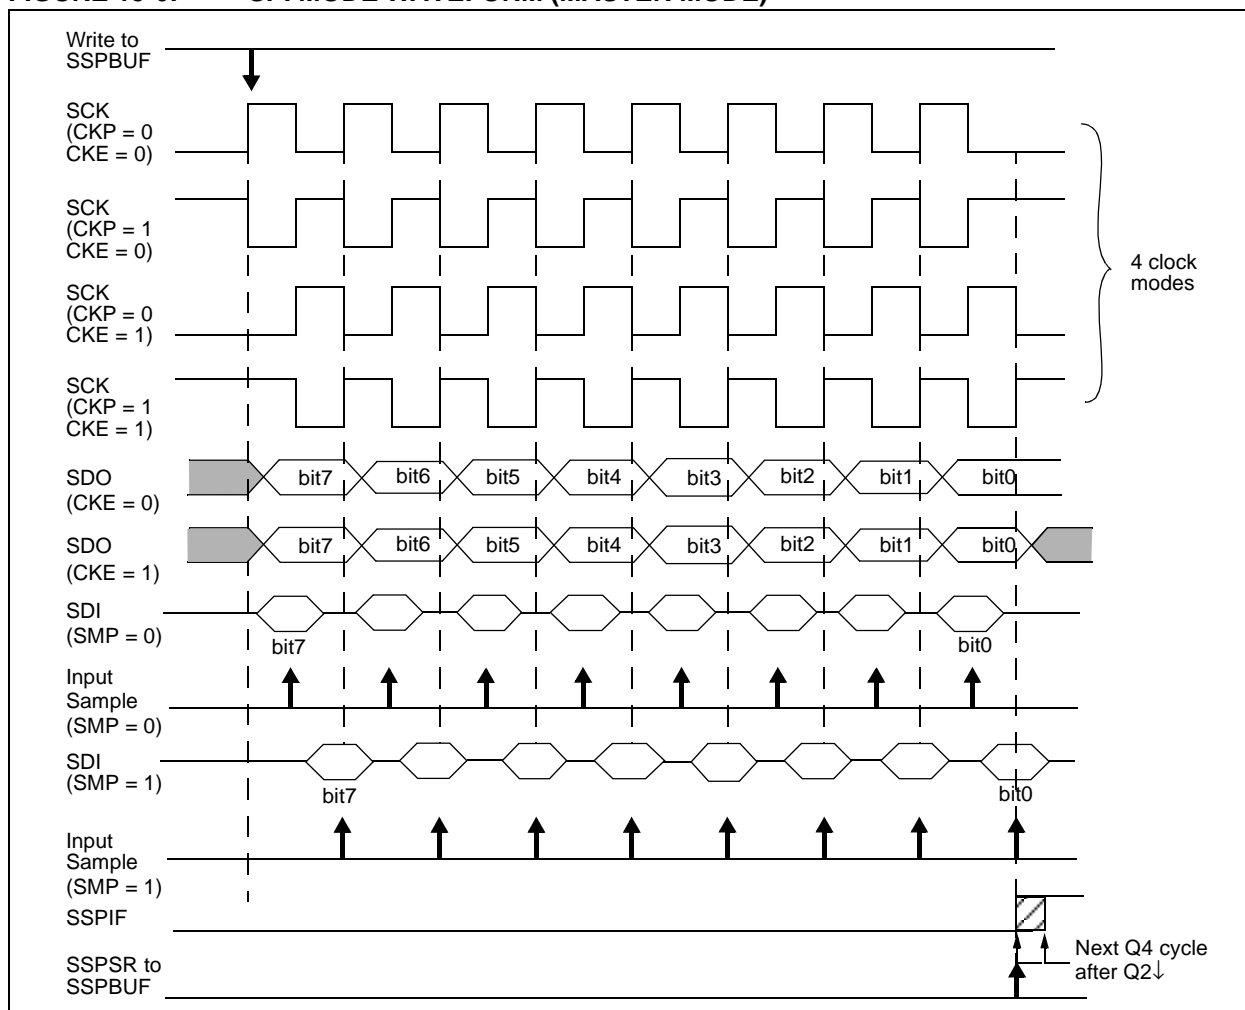 Write to
SSPBUF
SCK
(CKP = 0
CKE = 0)
SCK
(CKP = 1
CKE = 0)
SCK
(CKP = 0
CKE = 1)
4 clock
modes
SCK
(CKP = 1
CKE = 1)
SDO
(CKE = 0)
bit7 bit6 bit5 bit4 bit3 bit2 bit1 bit0
SDO
(CKE = 1)
bit7 bit6 bit5 bit4 bit3 bit2 bit1 bit0
SDI
(SMP = 0)
bit7 bit0
Input
Sample
(SMP = 0)
SDI
(SMP = 1)
bit7 bit0
Input
Sample
(SMP = 1)
SSPIF
Next Q4 cycle
after Q2↓
SSPSR to
SSPBUF